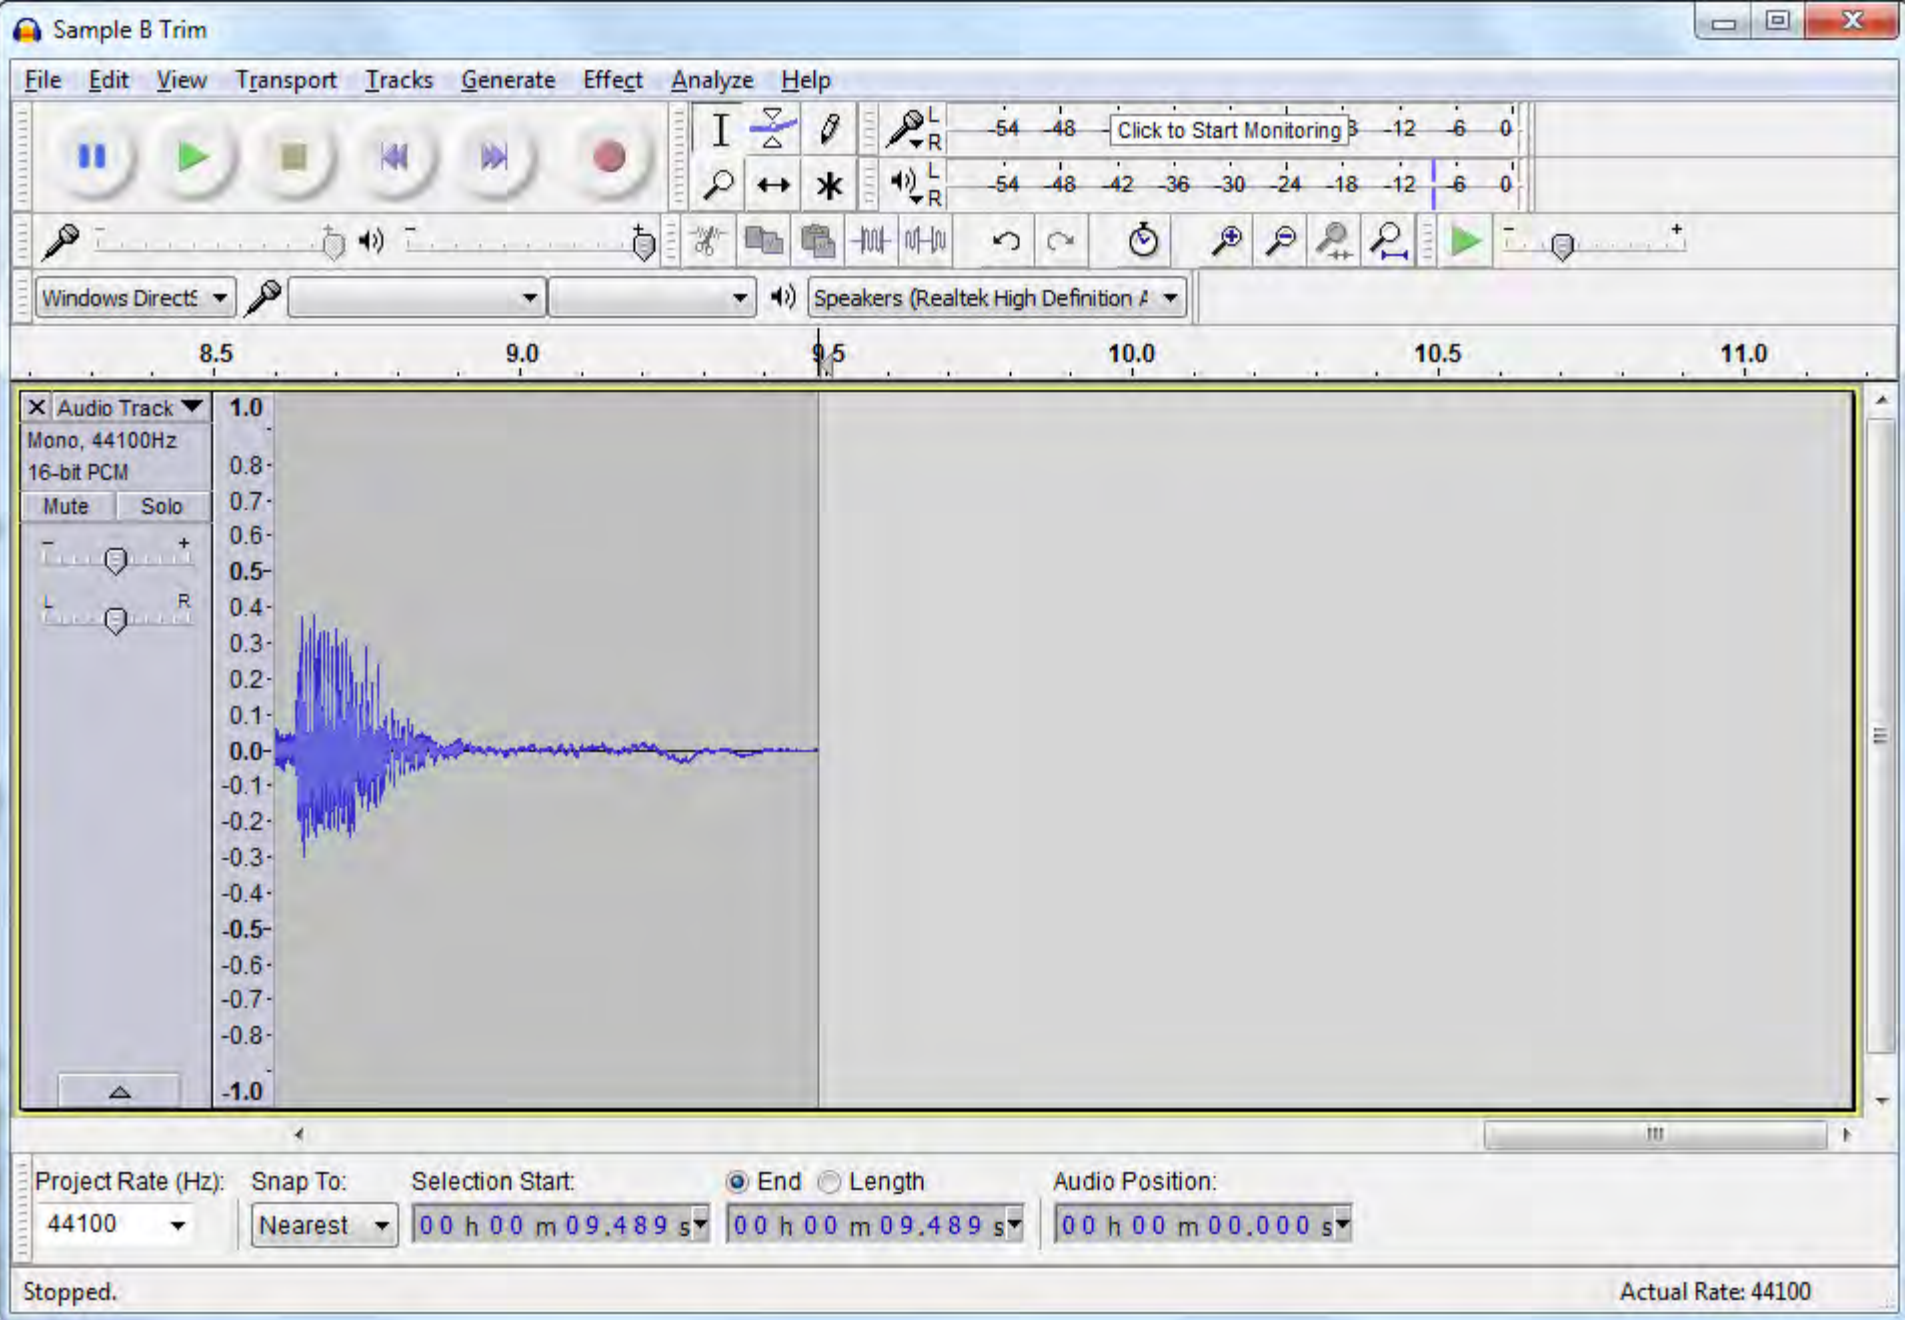 Sample B Trim
File Edit View Transport Tracks Generate Effect Analyze Help
L R -54 -48 Click to Start Monitoring -12 -6 0
L R -54 -48 -42 -36 -30 -24 -18 -12 -6 0
- + - + - +
Windows Direct Speakers (Realtek High Definition
8.5 9.0 9.5 10.0 10.5 11.0
X Audio Track
Mono, 44100Hz
16-bit PCM
Mute Solo
- +
L R
1.0
0.8
0.7
0.6
0.5
0.4
0.3
0.2
0.1
0.0
-0.1
-0.2
-0.3
-0.4
-0.5
-0.6
-0.7
-0.8
-1.0
Project Rate (Hz): Snap To: Selection Start: End Length Audio Position:
44100 Nearest 00 h 00 m 09.489 s 00 h 00 m 09.489 s 00 h 00 m 00.000 s
Stopped. Actual Rate: 44100